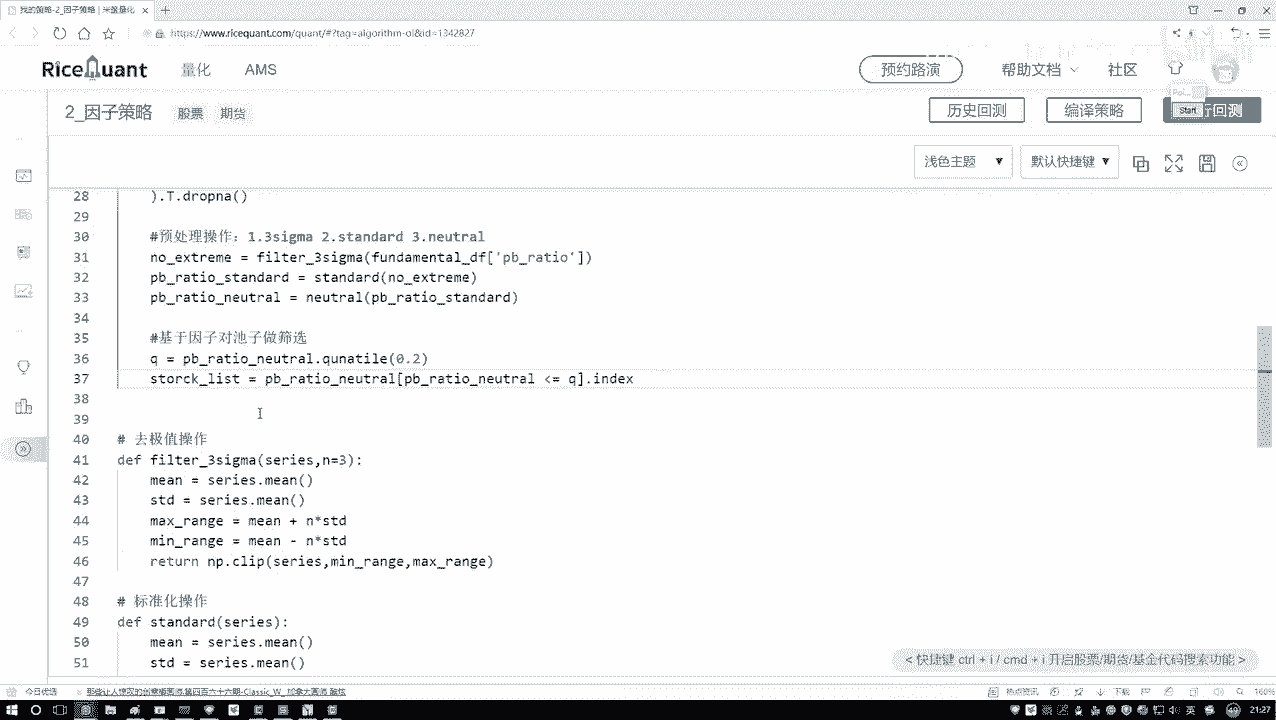 我的策略-2_因子策略 | 米筐量化
https://www.ricequant.com/quant/#?tag=algorithm-ol&id=1342827
RiceQuant 量化 AMS 预约路演 帮助文档 社区
2_因子策略 股票 期货 历史回测 编译策略 行回测
Start
浅色主题 默认快捷键
28 ).T.dropna()
29
30 #预处理操作：1.3sigma 2.standard 3.neutral
31 no_extreme = filter_3sigma(fundamental_df['pb_ratio'])
32 pb_ratio_standard = standard(no_extreme)
33 pb_ratio_neutral = neutral(pb_ratio_standard)
34
35 #基于因子对池子做筛选
36 q = pb_ratio_neutral.qunatile(0.2)
37 storck_list = pb_ratio_neutral[pb_ratio_neutral <= q].index
38
39
40 # 去极值操作
41 def filter_3sigma(series,n=3):
42 mean = series.mean()
43 std = series.mean()
44 max_range = mean + n*std
45 min_range = mean - n*std
46 return np.clip(series,min_range,max_range)
47
48 # 标准化操作
49 def standard(series):
50 mean = series.mean()
51 std = series.mean()
< 快捷键 ctrl + i / cmd + i 开启股票/期货/基金代码搜索功能 >
今日优选
160%
英 21:27